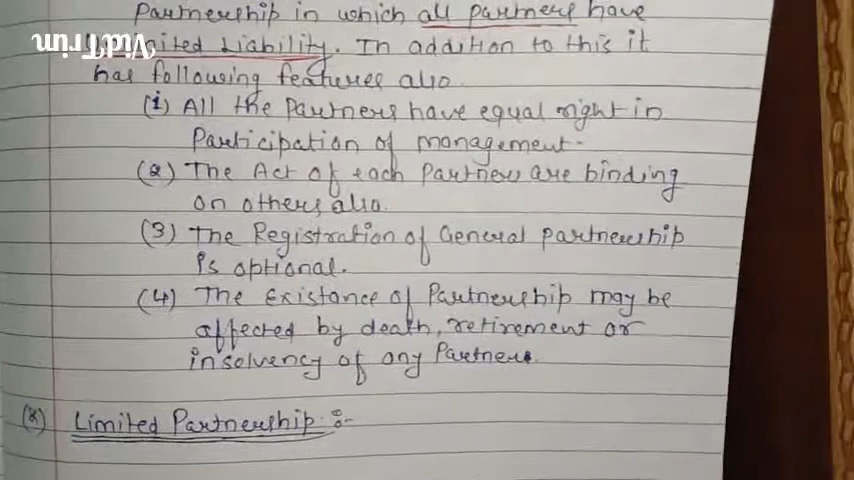 Partnership in which all partners have
VidTrim
Liability. In addition to this it
has following features also.
(1) All the Partners have equal right in
Participation of management.
(2) The Act of each Partner are binding
on others also.
(3) The Registration of General partnership
is optional.
(4) The Existance of Partnership may be
affected by death, retirement or
insolvency of any Partner.
Limited Partnership :-